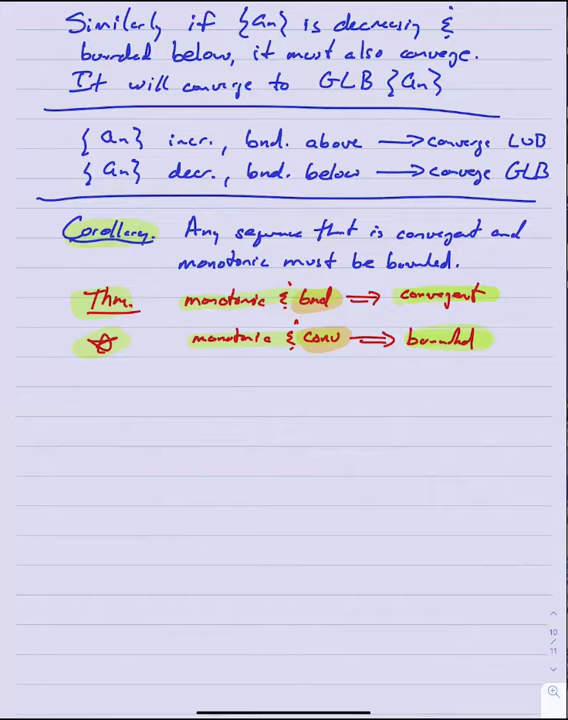 Similarly if {an} is decreasing &
bounded below, it must also converge.
It will converge to GLB {an}
{an} incr., bnd. above → converge LUB
{an} decr., bnd. below → converge GLB
Corollary. Any sequence that is convergent and
monotonic must be bounded.
Thm. monotonic & bnd ⇒ convergent
☆ monotonic & conv ⇒ bounded
10
/
11